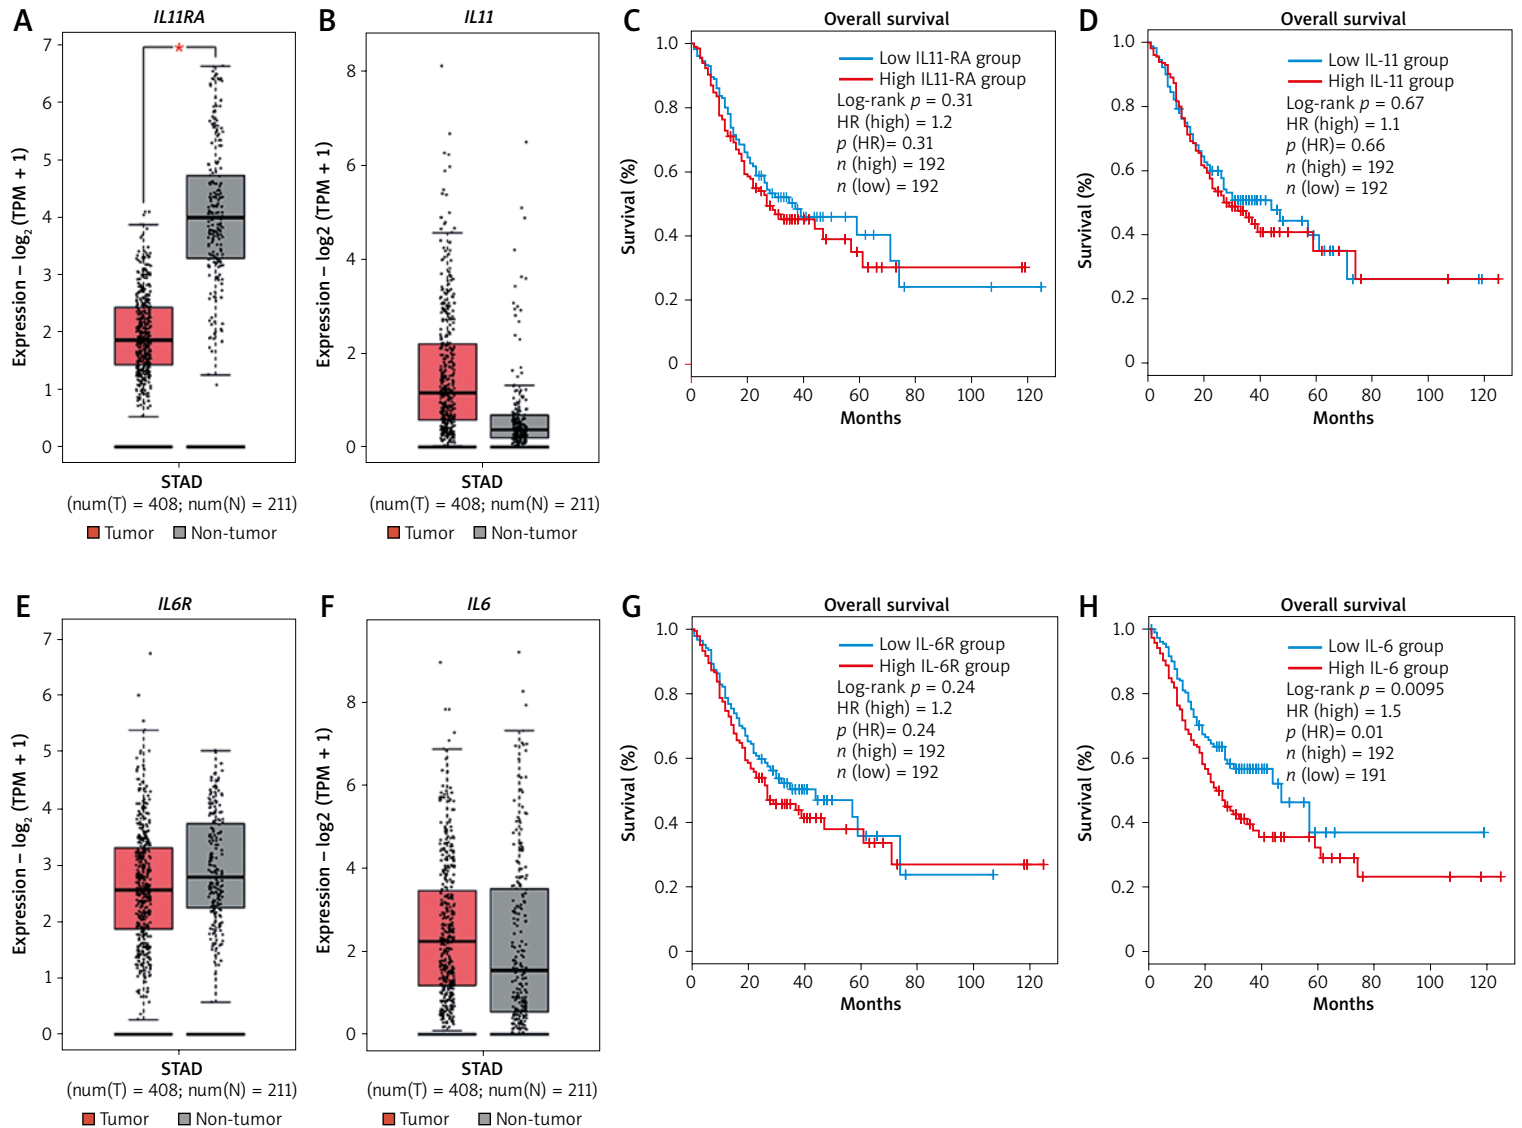 A
IL11RA
Expression – log2 (TPM + 1)
7
6
5
4
3
2
1
0
*
STAD
(num(T) = 408; num(N) = 211)
Tumor Non-tumor
B
IL11
Expression – log2 (TPM + 1)
8
6
4
2
0
STAD
(num(T) = 408; num(N) = 211)
Tumor Non-tumor
C
Overall survival
Survival (%)
1.0
0.8
0.6
0.4
0.2
0
Low IL11-RA group
High IL11-RA group
Log-rank p = 0.31
HR (high) = 1.2
p (HR)= 0.31
n (high) = 192
n (low) = 192
0 20 40 60 80 100 120
Months
D
Overall survival
Survival (%)
1.0
0.8
0.6
0.4
0.2
0
Low IL-11 group
High IL-11 group
Log-rank p = 0.67
HR (high) = 1.1
p (HR)= 0.66
n (high) = 192
n (low) = 192
0 20 40 60 80 100 120
Months
E
IL6R
Expression – log2 (TPM + 1)
7
6
5
4
3
2
1
0
STAD
(num(T) = 408; num(N) = 211)
Tumor Non-tumor
F
IL6
Expression – log2 (TPM + 1)
8
6
4
2
0
STAD
(num(T) = 408; num(N) = 211)
Tumor Non-tumor
G
Overall survival
Survival (%)
1.0
0.8
0.6
0.4
0.2
0
Low IL-6R group
High IL-6R group
Log-rank p = 0.24
HR (high) = 1.2
p (HR)= 0.24
n (high) = 192
n (low) = 192
0 20 40 60 80 100 120
Months
H
Overall survival
Survival (%)
1.0
0.8
0.6
0.4
0.2
0
Low IL-6 group
High IL-6 group
Log-rank p = 0.0095
HR (high) = 1.5
p (HR)= 0.01
n (high) = 192
n (low) = 191
0 20 40 60 80 100 120
Months